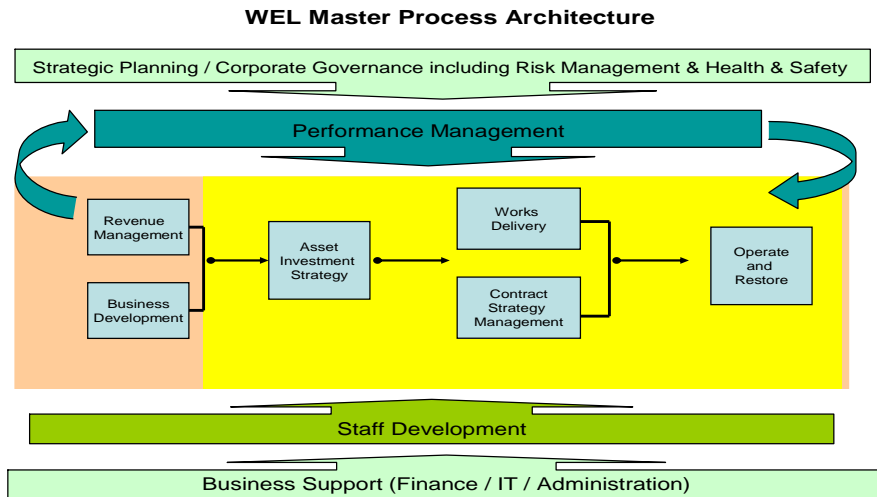 WEL Master Process Architecture
Strategic Planning / Corporate Governance including Risk Management & Health & Safety
Performance Management
Revenue
Management
Business
Development
Asset
Investment
Strategy
Works
Delivery
Contract
Strategy
Management
Operate
and
Restore
Staff Development
Business Support (Finance / IT / Administration)